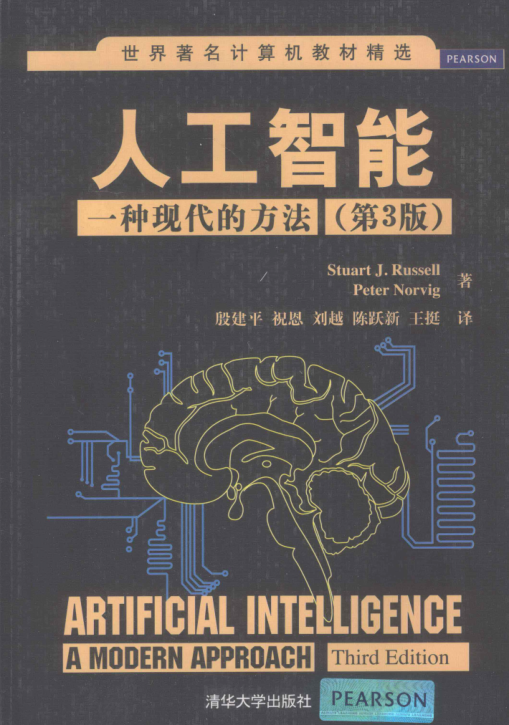 世界著名计算机教材精选
PEARSON
人工智能
一种现代的方法（第3版）
Stuart J. Russell
Peter Norvig
著
殷建平 祝恩 刘越 陈跃新 王挺 译
ARTIFICIAL INTELLIGENCE
A MODERN APPROACH Third Edition
清华大学出版社
PEARSON